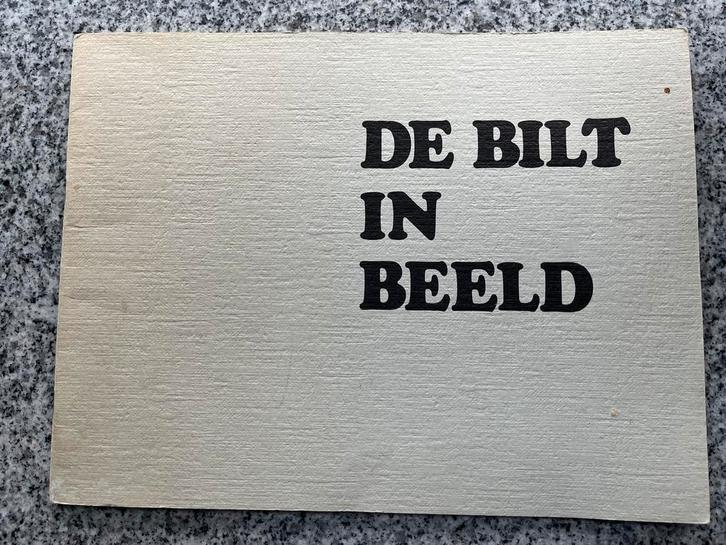 DE BILT
IN
BEELD